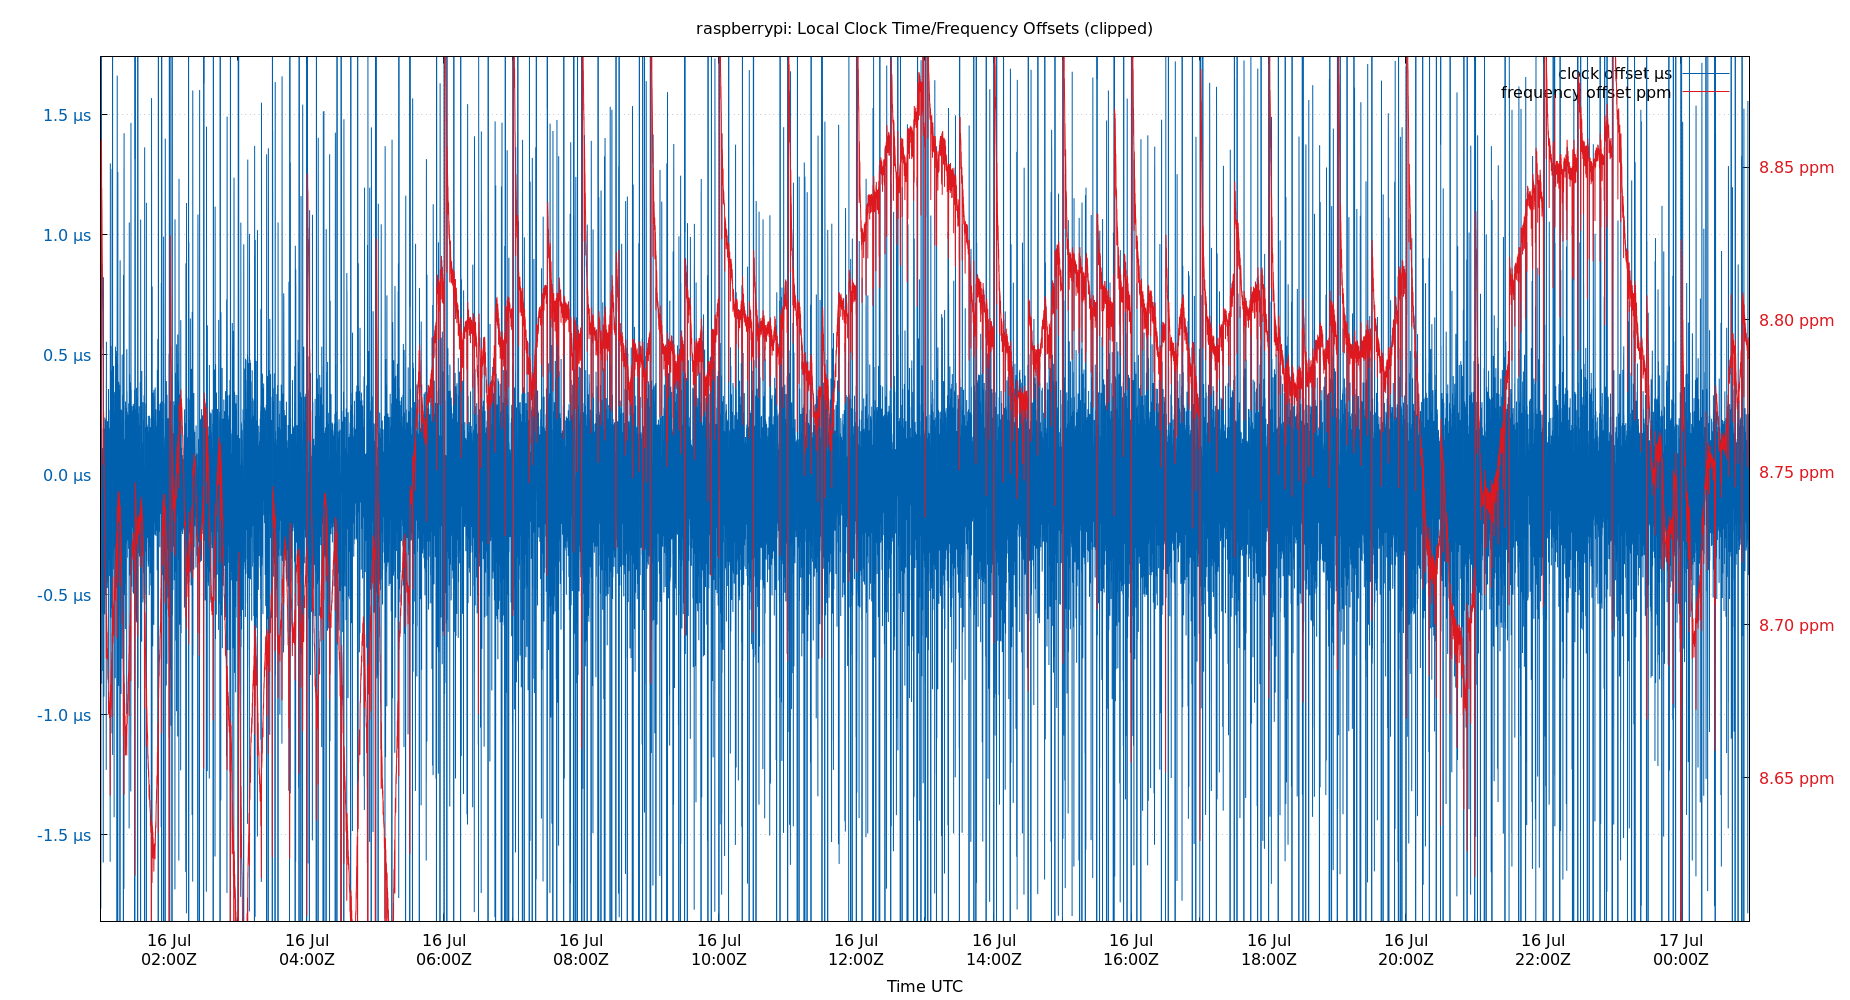 raspberrypi: Local Clock Time/Frequency Offsets (clipped)
clock offset µs
frequency offset ppm
1.5 µs
1.0 µs
0.5 µs
0.0 µs
-0.5 µs
-1.0 µs
-1.5 µs
8.85 ppm
8.80 ppm
8.75 ppm
8.70 ppm
8.65 ppm
16 Jul 16 Jul 16 Jul 16 Jul 16 Jul 16 Jul 16 Jul 16 Jul 16 Jul 16 Jul 16 Jul 17 Jul
02:00Z 04:00Z 06:00Z 08:00Z 10:00Z 12:00Z 14:00Z 16:00Z 18:00Z 20:00Z 22:00Z 00:00Z
Time UTC